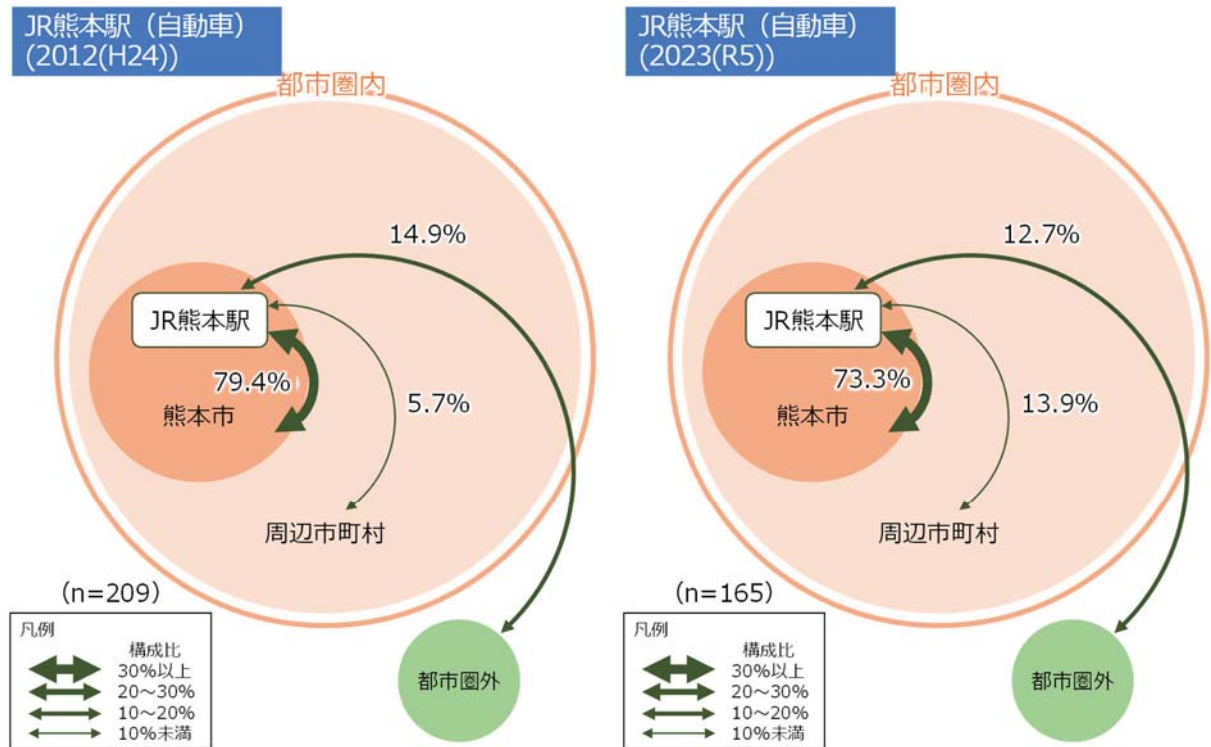 JR熊本駅（自動車）
(2012(H24))
都市圏内
14.9%
JR熊本駅
79.4%
5.7%
熊本市
周辺市町村
(n=209)
都市圏外
凡例
構成比
30%以上
20～30%
10～20%
10%未満
JR熊本駅（自動車）
(2023(R5))
都市圏内
12.7%
JR熊本駅
73.3%
13.9%
熊本市
周辺市町村
(n=165)
都市圏外
凡例
構成比
30%以上
20～30%
10～20%
10%未満